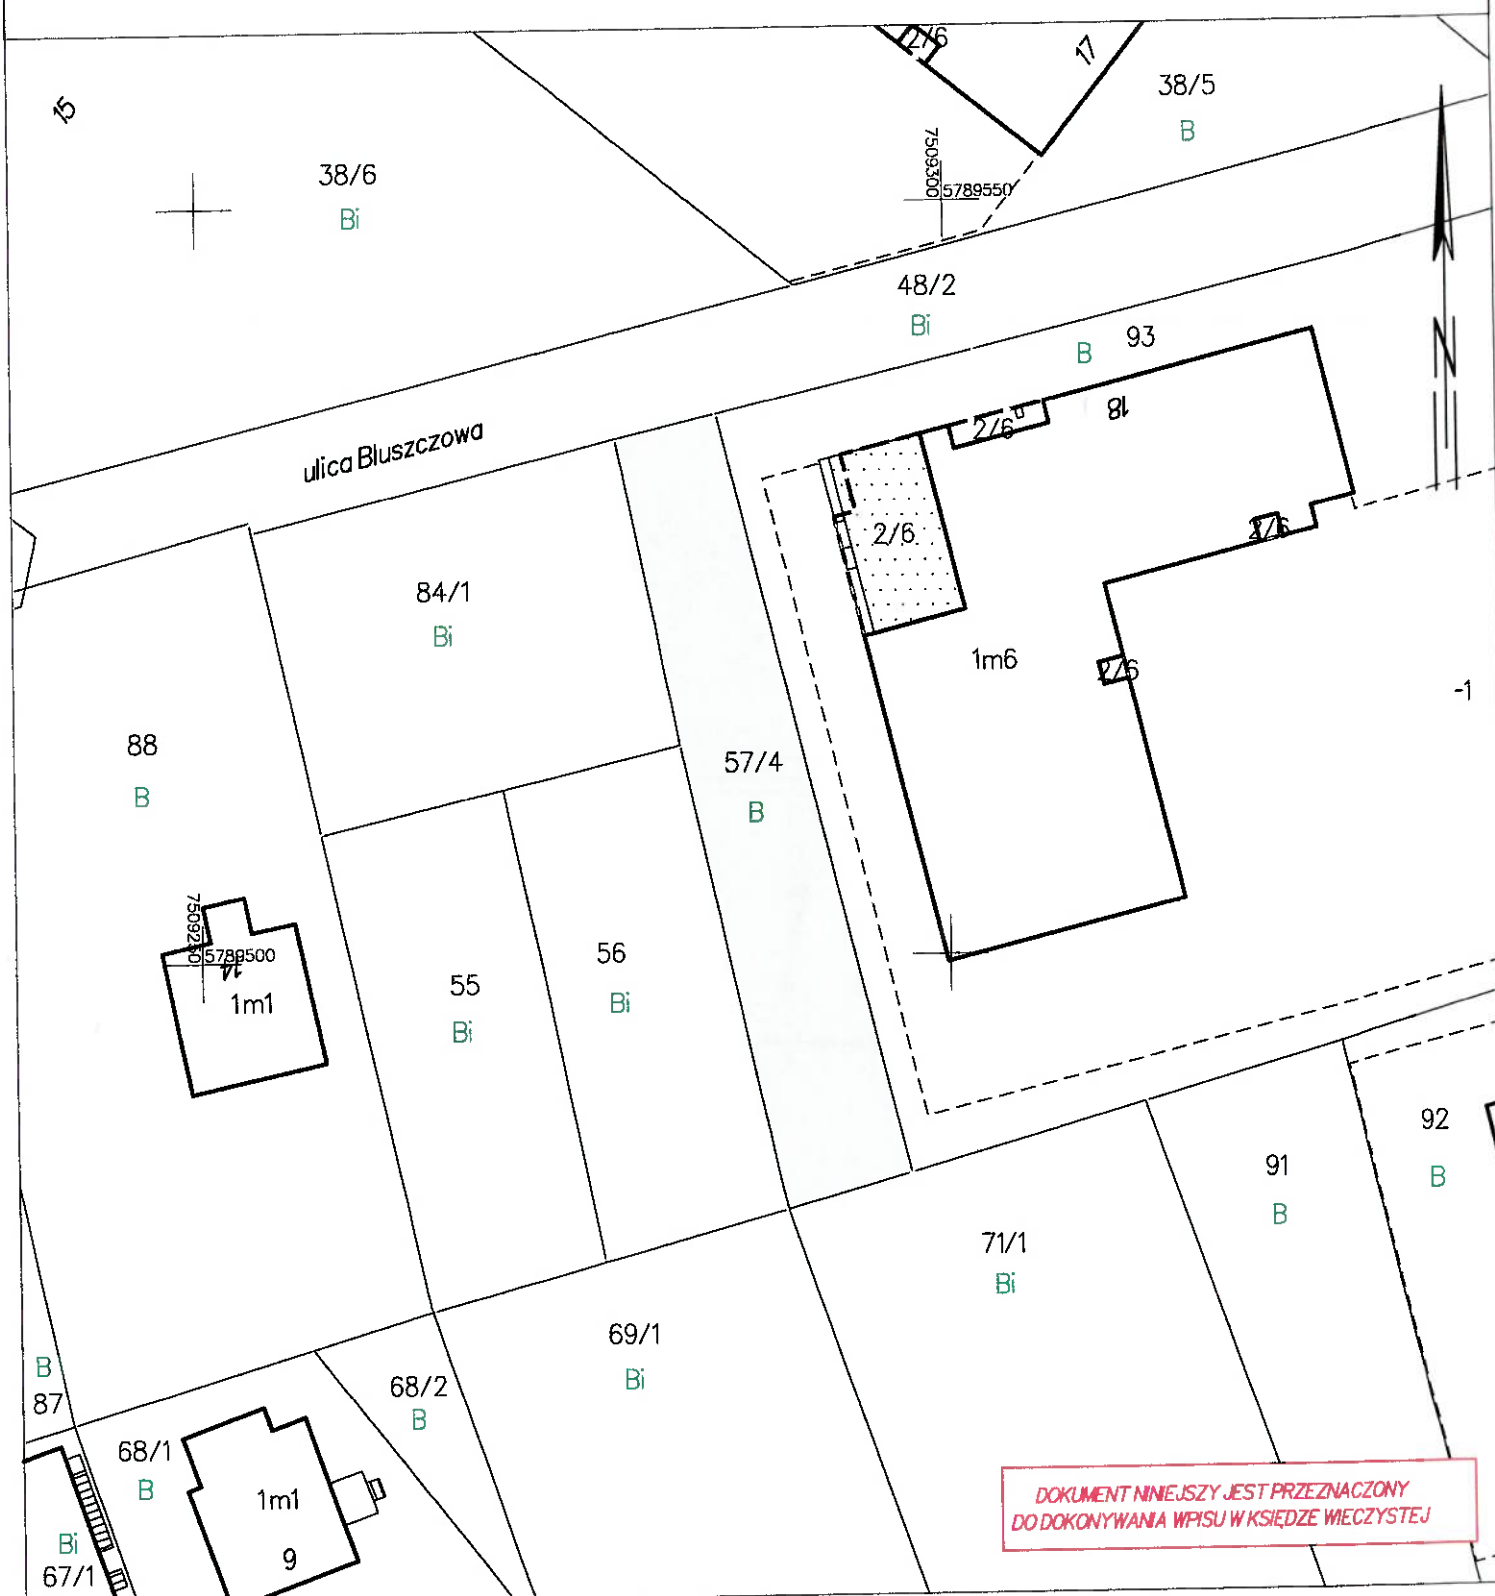 2/6
17
38/5
B
15
38/6
Bi
7509300
5789550
48/2
Bi
93
B
N
18
2/6
ulica Bluszczowa
2/6
2/6
84/1
Bi
1m6
2/6
-1
88
B
57/4
B
7509250
5789500
14
1m1
56
Bi
55
Bi
92
B
91
B
71/1
Bi
69/1
Bi
B
87
68/2
B
68/1
B
1m1
9
Bi
67/1
DOKUMENT NINIEJSZY JEST PRZEZNACZONY
DO DOKONYWANIA WPISU W KSIĘDZE WIECZYSTEJ